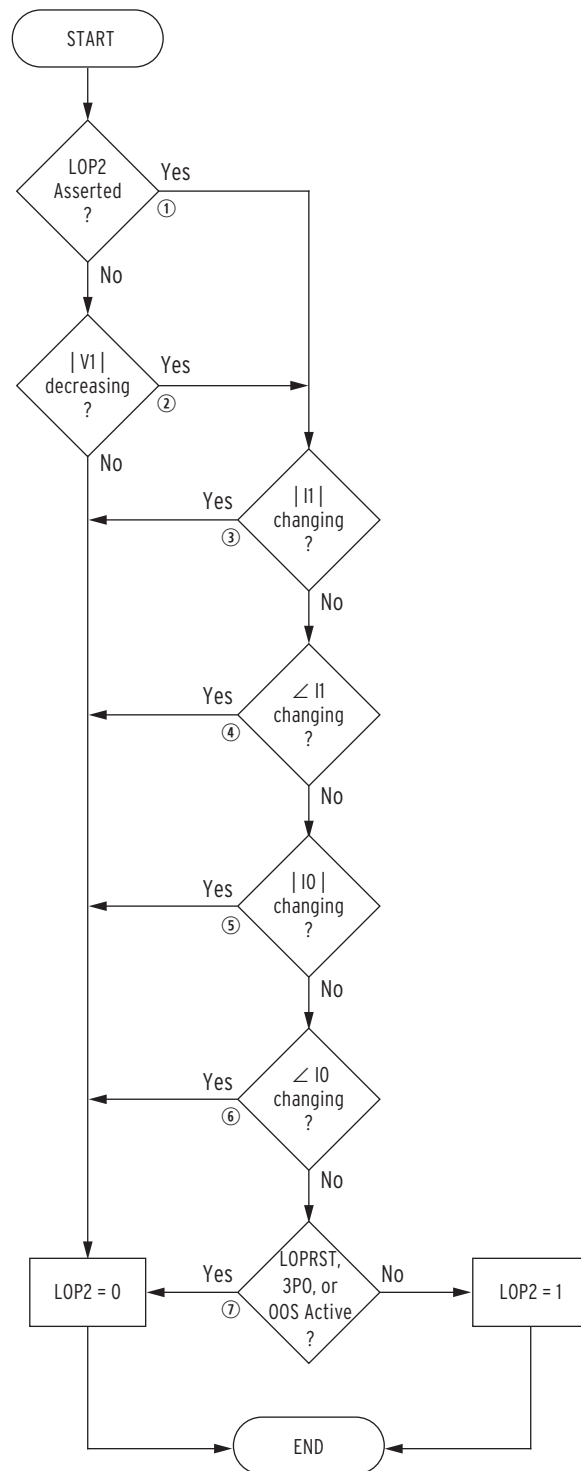 START
LOP2
Asserted
?
Yes
①
No
| V1 |
decreasing
?
Yes
②
No
| I1 |
changing
?
Yes
③
No
∠ I1
changing
?
Yes
④
No
| I0 |
changing
?
Yes
⑤
No
∠ I0
changing
?
Yes
⑥
No
LOPRST,
3PO, or
OOS Active
?
Yes
⑦
No
LOP2 = 0
LOP2 = 1
END